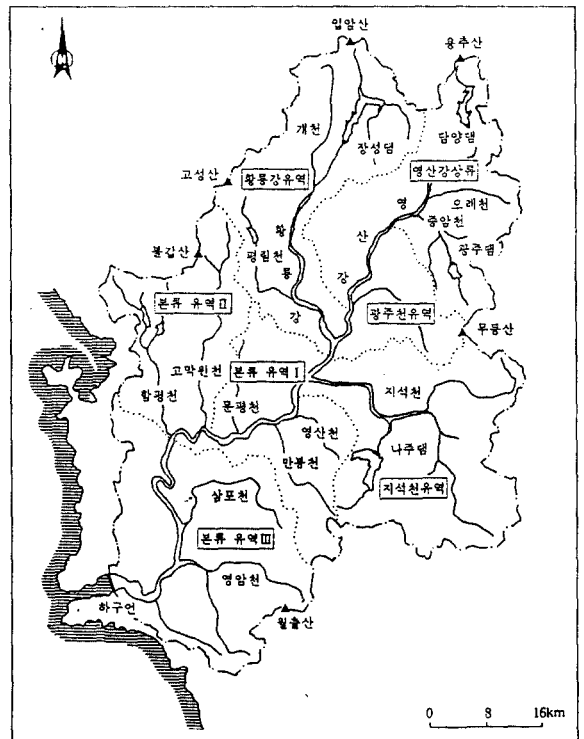 입암산
용추산
개천
장성댐
담양댐
고성산
황룡강유역
영산강상류
영
오례천
증암천
산
광주댐
황
불갑산
평림천
룡
강
본류 유역Ⅱ
강
광주천유역
무등산
고막원천
본류 유역Ⅰ
지석천
함평천
문평천
영산천
나주댐
만봉천
삼포천
지석천유역
본류 유역Ⅲ
영암천
하구언
월출산
0 8 16km